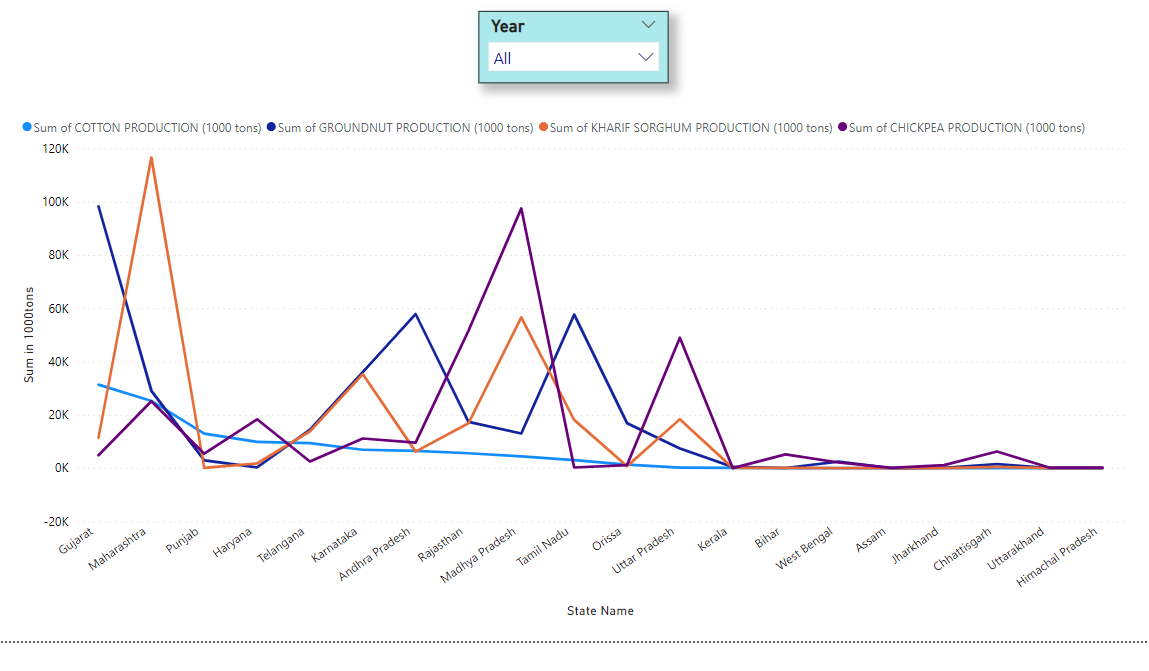 Year
All
Sum of COTTON PRODUCTION (1000 tons) Sum of GROUNDNUT PRODUCTION (1000 tons) Sum of KHARIF SORGHUM PRODUCTION (1000 tons) Sum of CHICKPEA PRODUCTION (1000 tons)
120K
100K
80K
60K
40K
20K
0K
-20K
Sum in 1000tons
Gujarat
Maharashtra
Punjab
Haryana
Telangana
Karnataka
Andhra Pradesh
Rajasthan
Madhya Pradesh
Tamil Nadu
Orissa
Uttar Pradesh
Kerala
Bihar
West Bengal
Assam
Jharkhand
Chhattisgarh
Uttarakhand
Himachal Pradesh
State Name